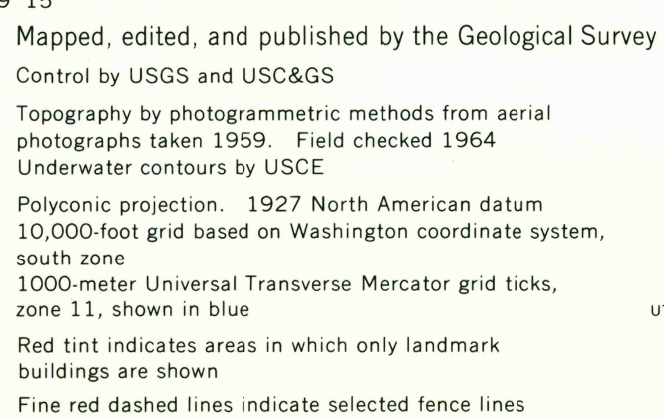 Mapped, edited, and published by the Geological Survey
Control by USGS and USC&GS
Topography by photogrammetric methods from aerial
photographs taken 1959. Field checked 1964
Underwater contours by USCE
Polyconic projection. 1927 North American datum
10,000-foot grid based on Washington coordinate system,
south zone
1000-meter Universal Transverse Mercator grid ticks,
zone 11, shown in blue
Red tint indicates areas in which only landmark
buildings are shown
Fine red dashed lines indicate selected fence lines